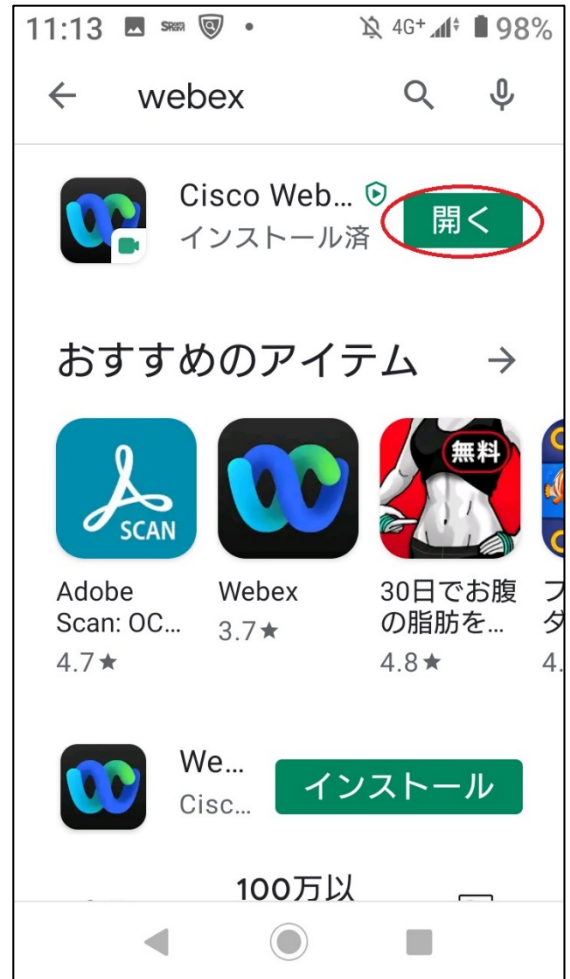 11:13 4G+ 98%
webex
Cisco Web...
インストール済
開く
おすすめのアイテム
SCAN
無料
Adobe
Scan: OC...
4.7★
Webex
3.7★
30日でお腹
の脂肪を...
4.8★
フ
ダ
4.
We...
Cisc...
インストール
100万以